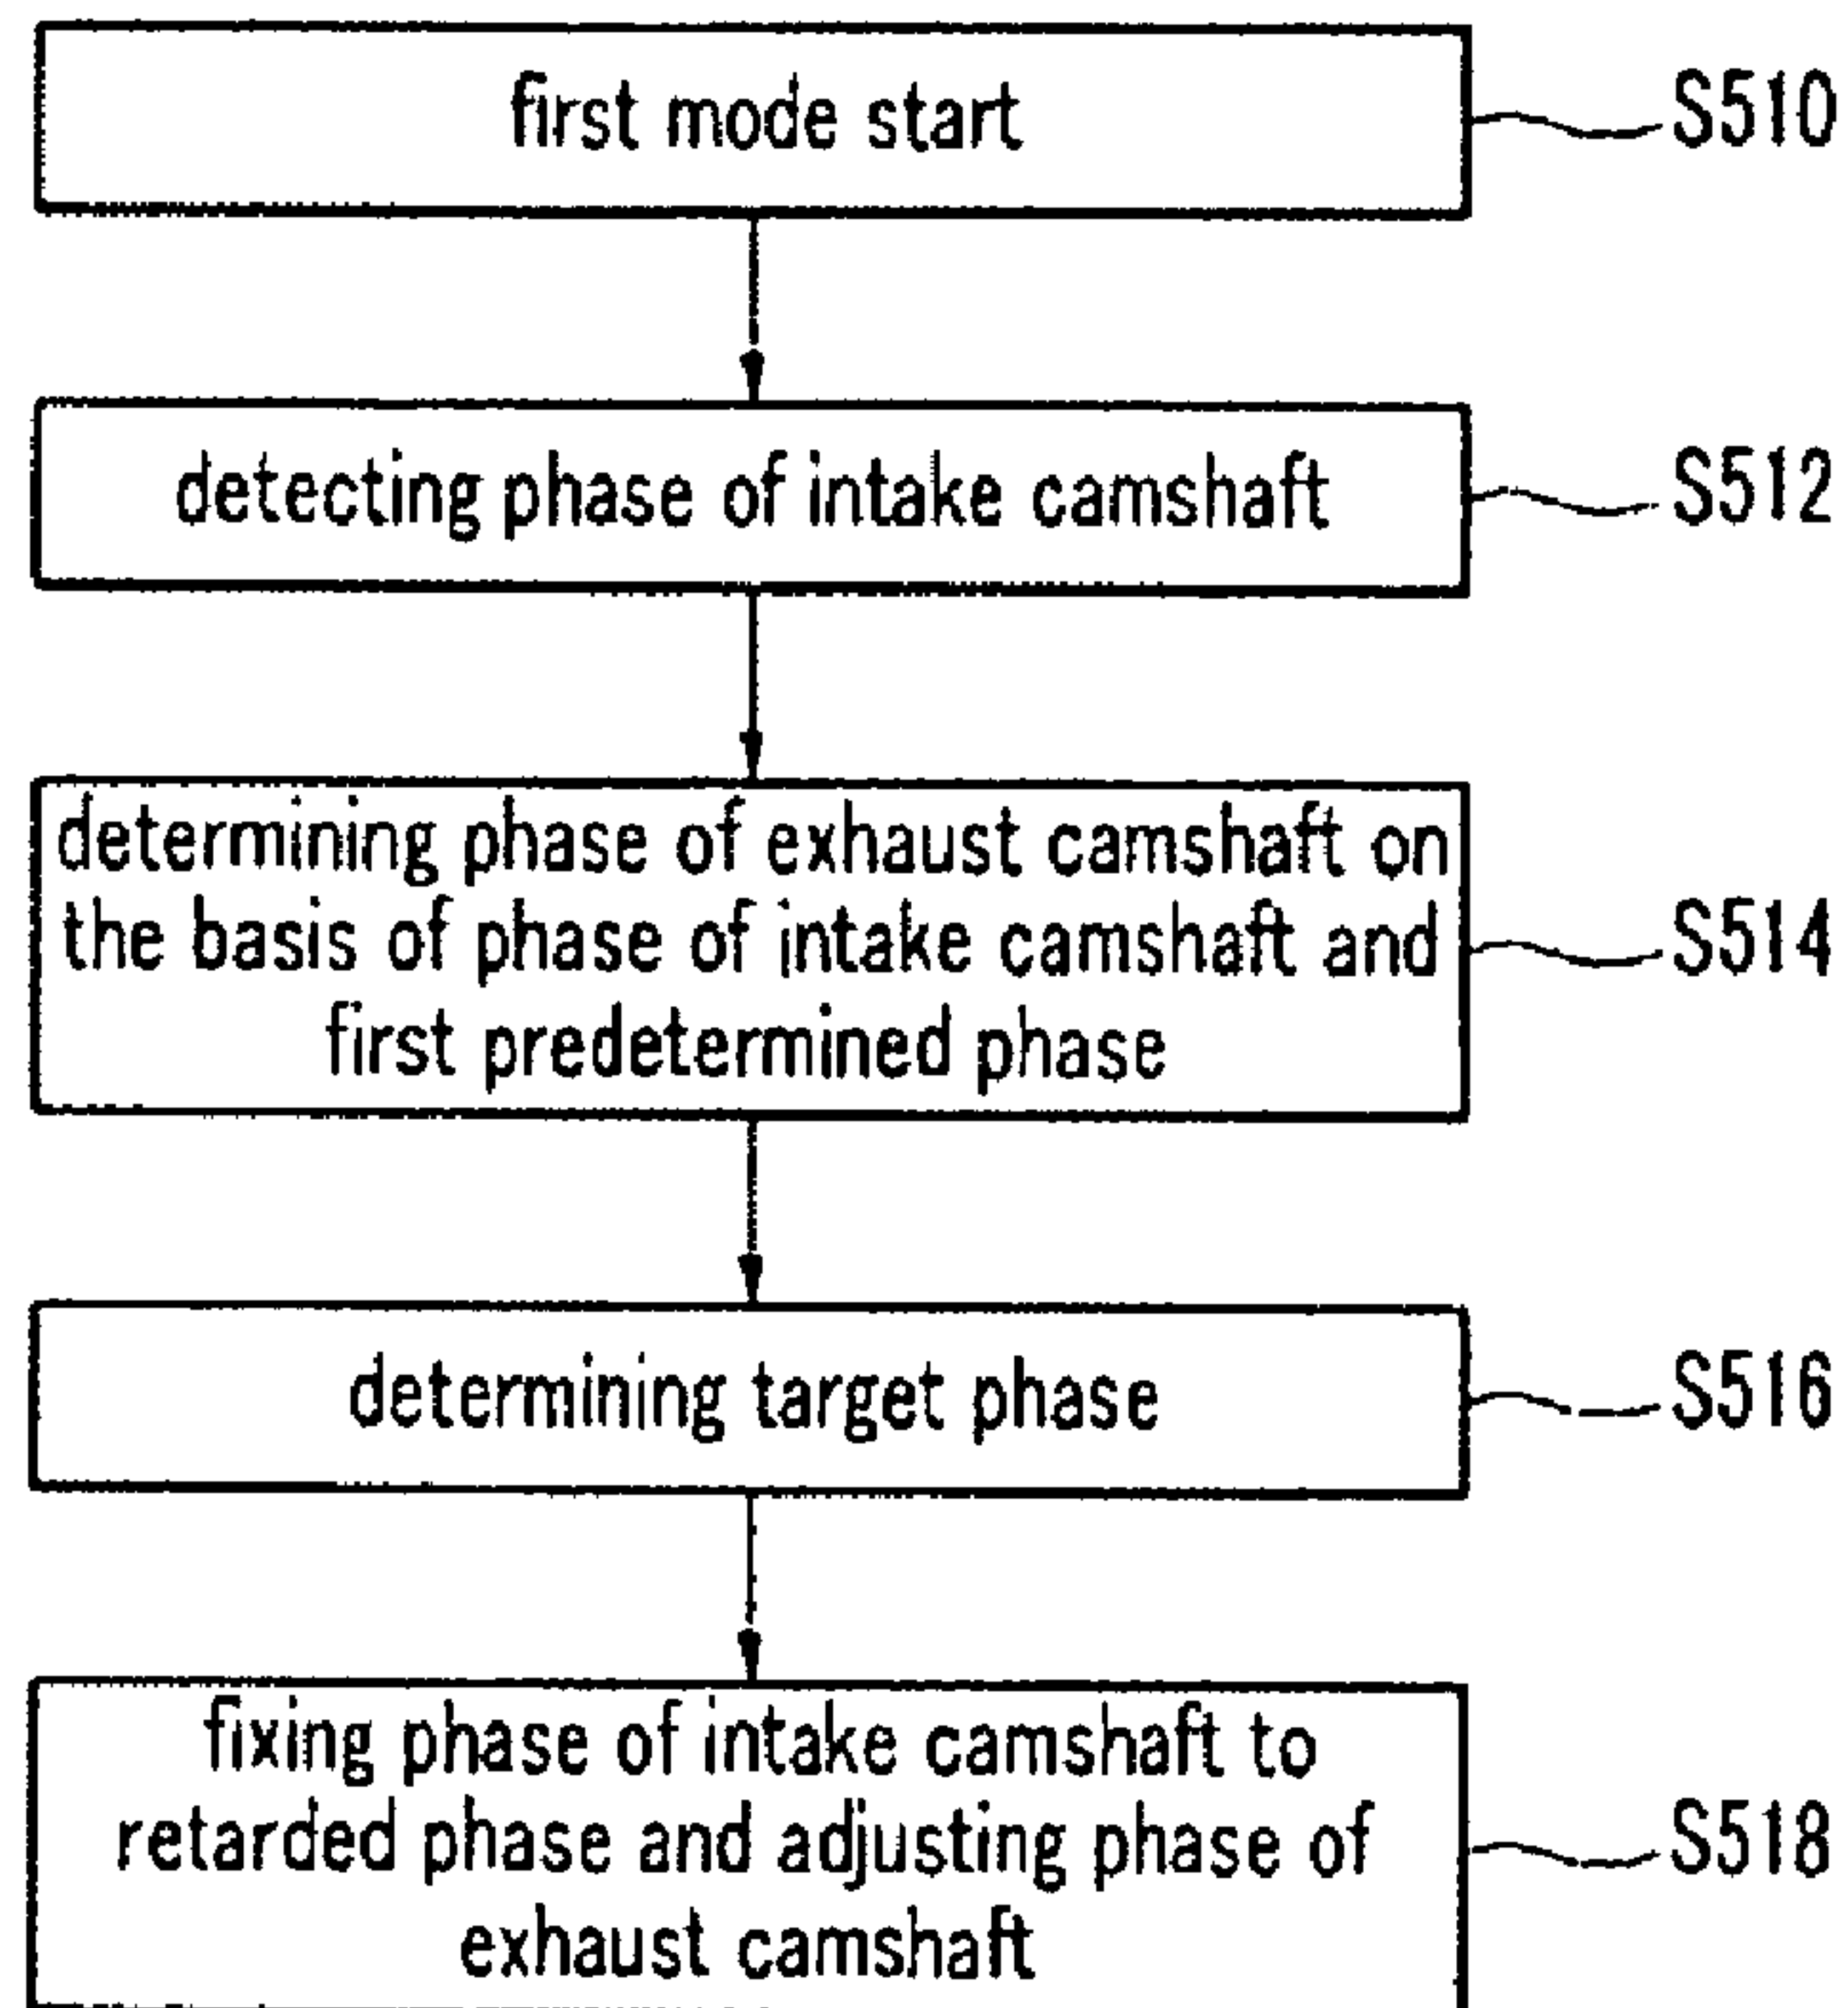 first mode start
S510
detecting phase of intake camshaft
S512
determining phase of exhaust camshaft on
the basis of phase of intake camshaft and
first predetermined phase
S514
determining target phase
S516
fixing phase of intake camshaft to
retarded phase and adjusting phase of
exhaust camshaft
S518